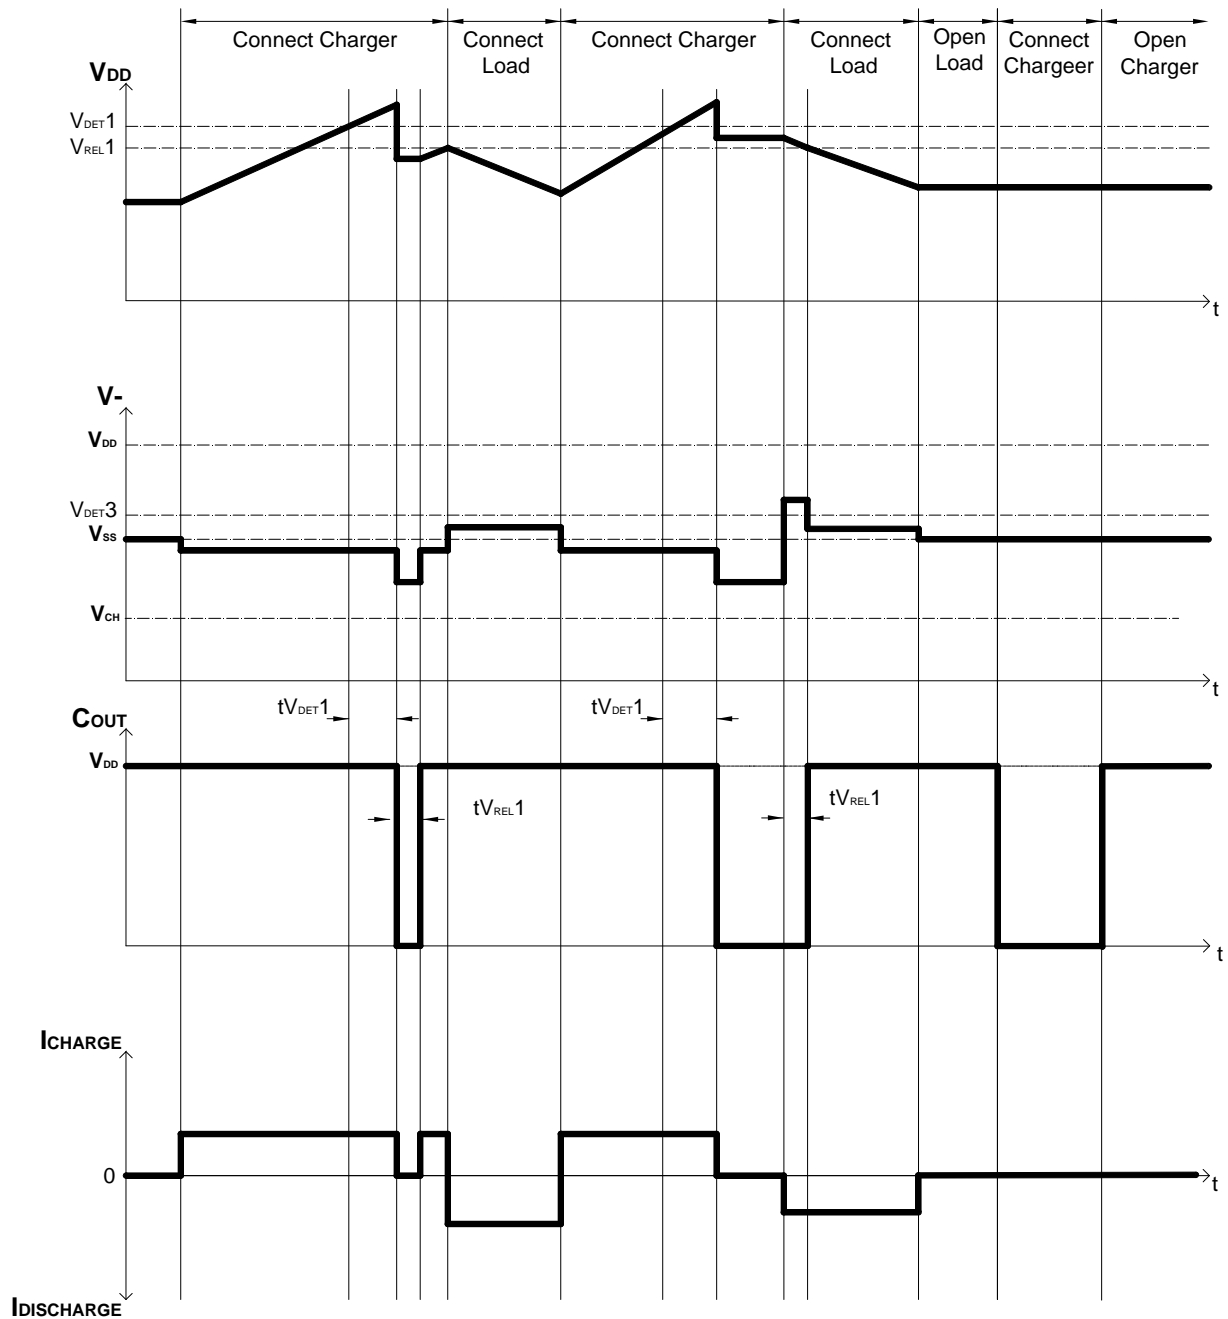 Connect Charger
Connect
Load
Connect Charger
Connect
Load
Open
Load
Connect
Chargeer
Open
Charger
VDD
VDET1
VREL1
t
V-
VDD
VDET3
VSS
VCH
t
tVDET1
tVDET1
COUT
VDD
tVREL1
tVREL1
t
ICHARGE
0
t
IDISCHARGE